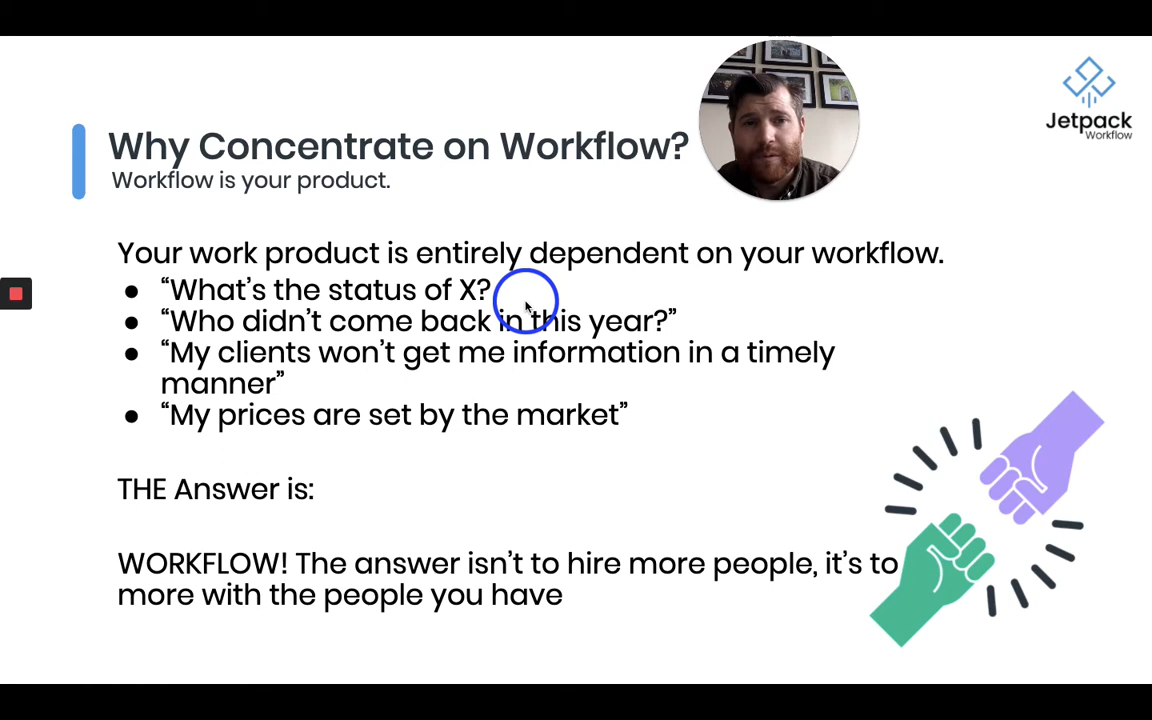 Jetpack
Workflow
Why Concentrate on Workflow?
Workflow is your product.
Your work product is entirely dependent on your workflow.
● “What’s the status of X?
● “Who didn’t come back in this year?”
● “My clients won’t get me information in a timely
manner”
● “My prices are set by the market”
THE Answer is:
WORKFLOW! The answer isn’t to hire more people, it’s to
more with the people you have